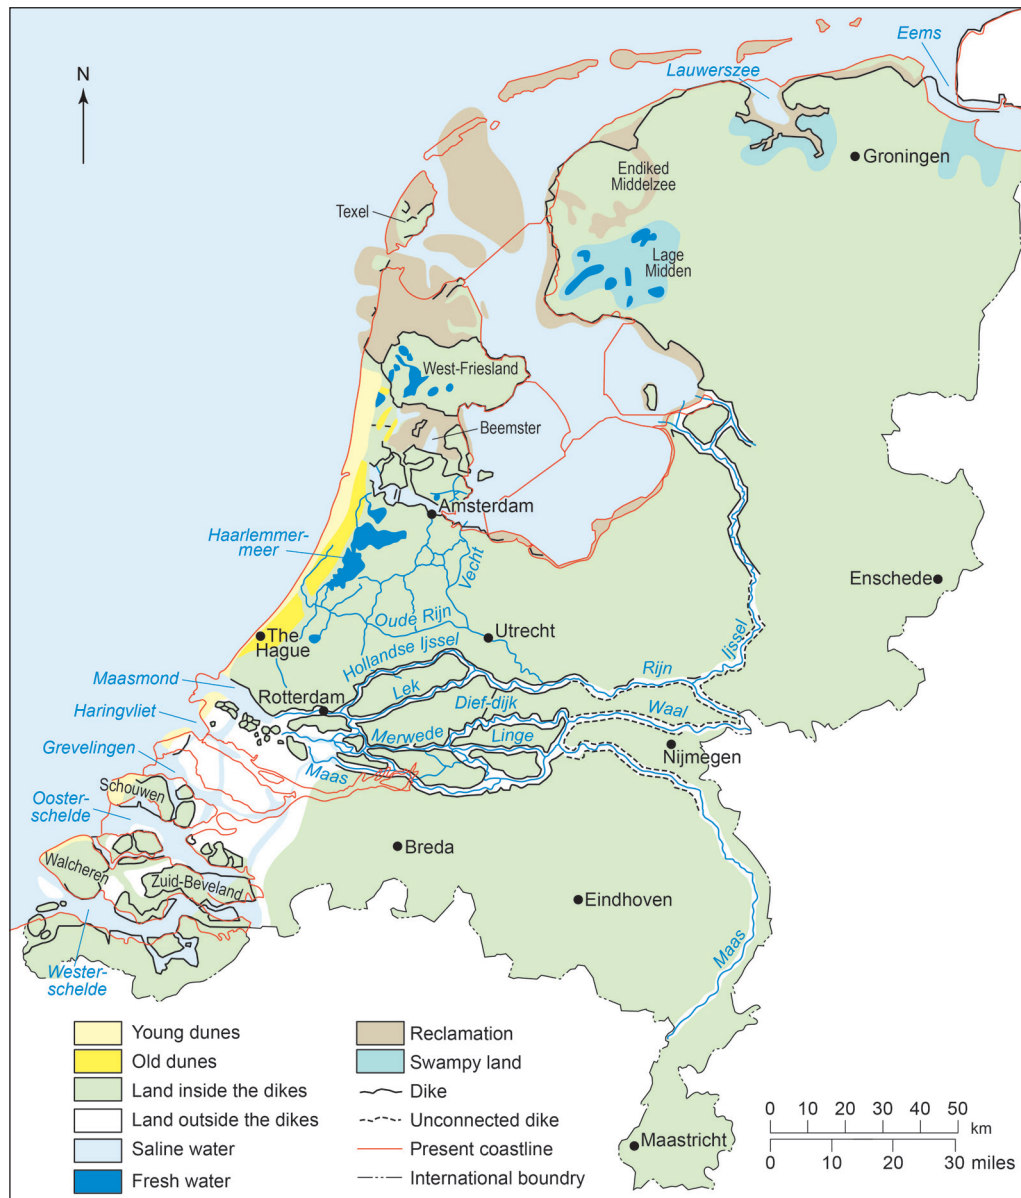 Eems
Lauwerszee
N
Groningen
Endiked
Middelzee
Texel
Lage
Midden
West-Friesland
Beemster
Amsterdam
Haarlemmer-
meer
Vecht
Enschede
Oude Rijn
The
Hague
Utrecht
Hollandse Ijssel
Ijssel
Maasmond
Rijn
Lek
Rotterdam
Dief-dijk
Haringvliet
Waal
Merwede
Linge
Grevelingen
Nijmegen
Maas
Schouwen
Ooster-
schelde
Breda
Walcheren
Zuid-Beveland
Eindhoven
Maas
Wester-
schelde
Young dunes
Old dunes
Land inside the dikes
Land outside the dikes
Saline water
Fresh water
Reclamation
Swampy land
Dike
Unconnected dike
Present coastline
International boundry
Maastricht
0 10 20 30 40 50
km
0 10 20 30 miles